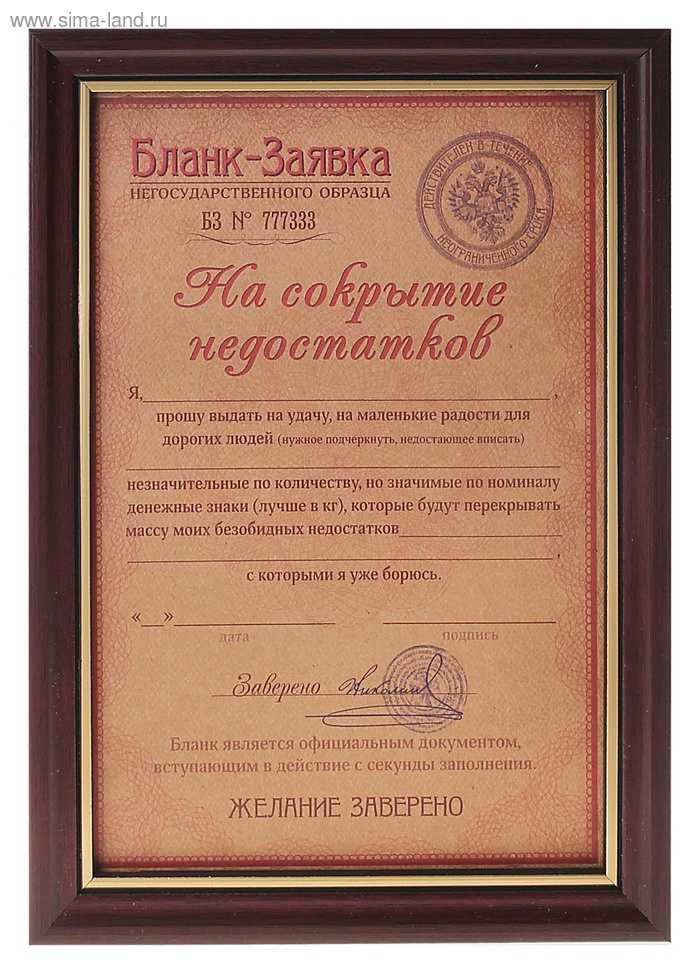 © www.sima-land.ru
Бланк-Заявка
НЕГОСУДАРСТВЕННОГО ОБРАЗЦА
БЗ № 777333
ДЕЙСТВИТЕЛЕН В ТЕЧЕНИЕ
НЕОГРАНИЧЕННОГО СРОКА
На сокрытие
недостатков
Я, ,
прошу выдать на удачу, на маленькие радости для
дорогих людей (нужное подчеркнуть, недостающее вписать)
незначительные по количеству, но значимые по номиналу
денежные знаки (лучше в кг), которые будут перекрывать
массу моих безобидных недостатков
,
с которыми я уже борюсь.
«__»
дата подпись
Заверено
Бланк является официальным документом,
вступающим в действие с секунды заполнения.
ЖЕЛАНИЕ ЗАВЕРЕНО